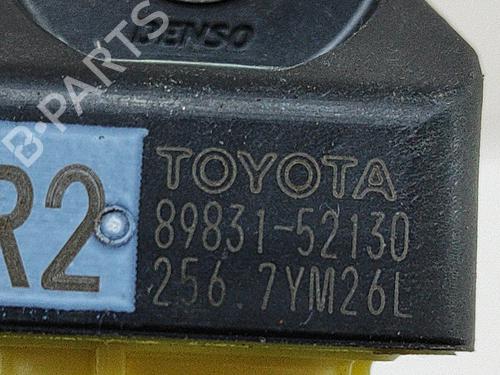 DENSO
B-PARTS
TOYOTA
R2
89831-52130
256 7YM26L